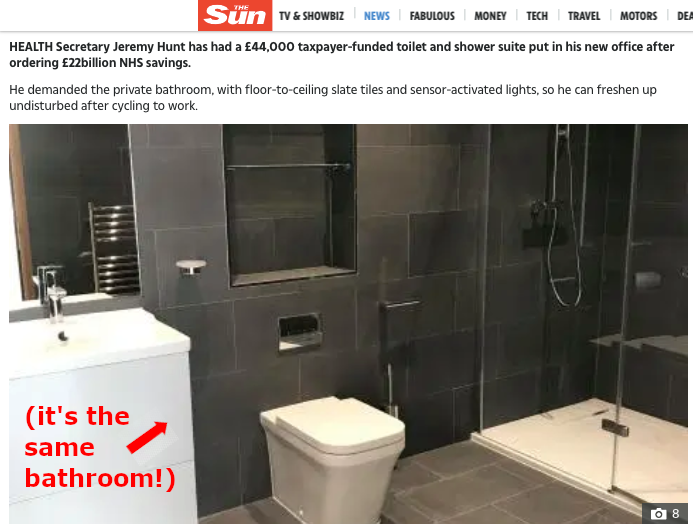 THE
Sun
TV & SHOWBIZ
NEWS
FABULOUS
MONEY
TECH
TRAVEL
MOTORS
DEA
HEALTH Secretary Jeremy Hunt has had a £44,000 taxpayer-funded toilet and shower suite put in his new office after
ordering £22billion NHS savings.
He demanded the private bathroom, with floor-to-ceiling slate tiles and sensor-activated lights, so he can freshen up
undisturbed after cycling to work.
(it's the
same
bathroom!)
8